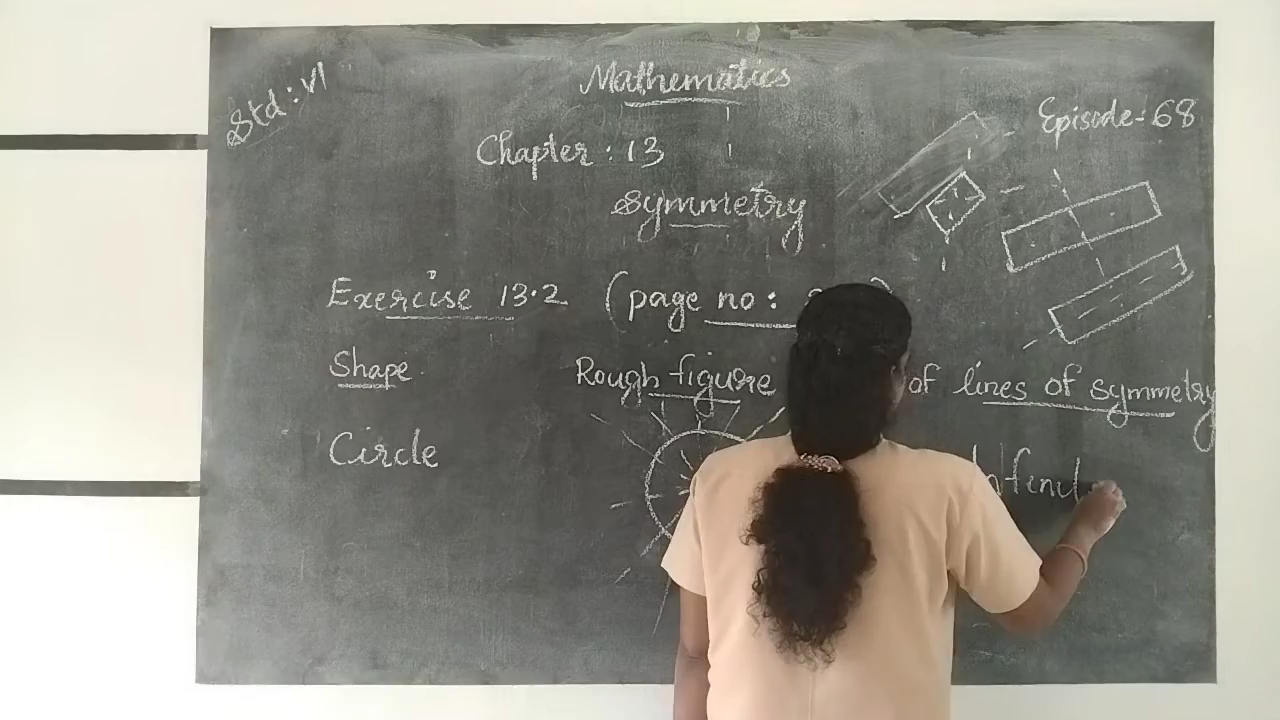 Std: VI
Mathematics
Episode-68
Chapter: 13
Symmetry
Exercise 13.2 (page no:
Shape Rough figure of lines of symmetry
Circle